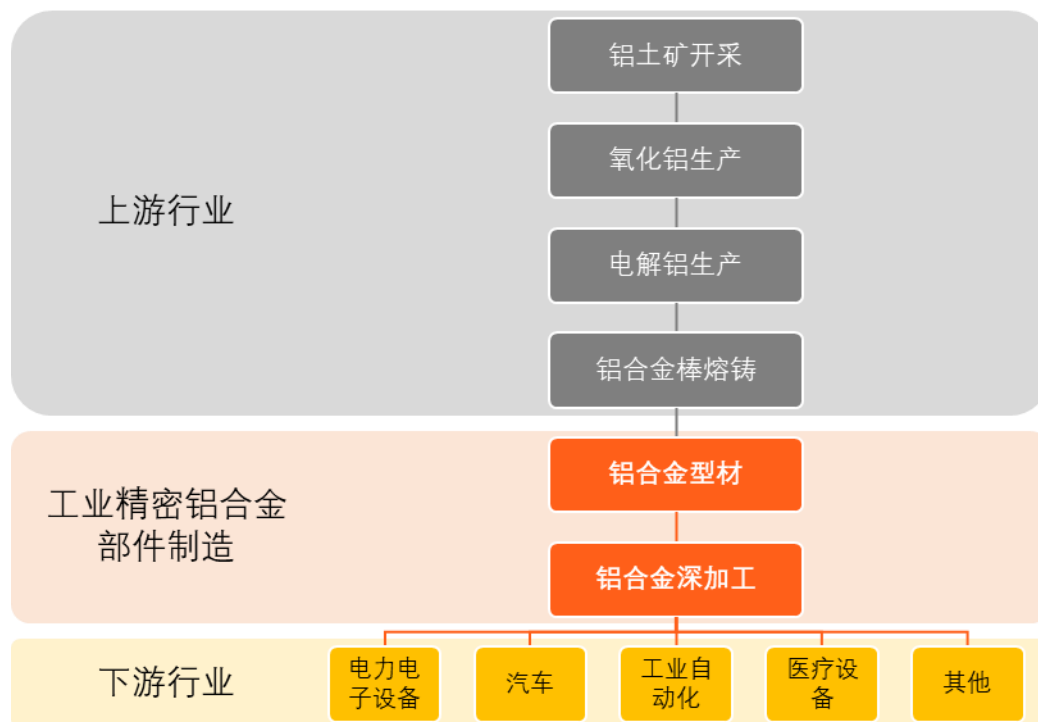 铝土矿开采
氧化铝生产
上游行业
电解铝生产
铝合金棒熔铸
铝合金型材
工业精密铝合金
部件制造
铝合金深加工
下游行业
电力电
子设备
汽车
工业自
动化
医疗设
备
其他